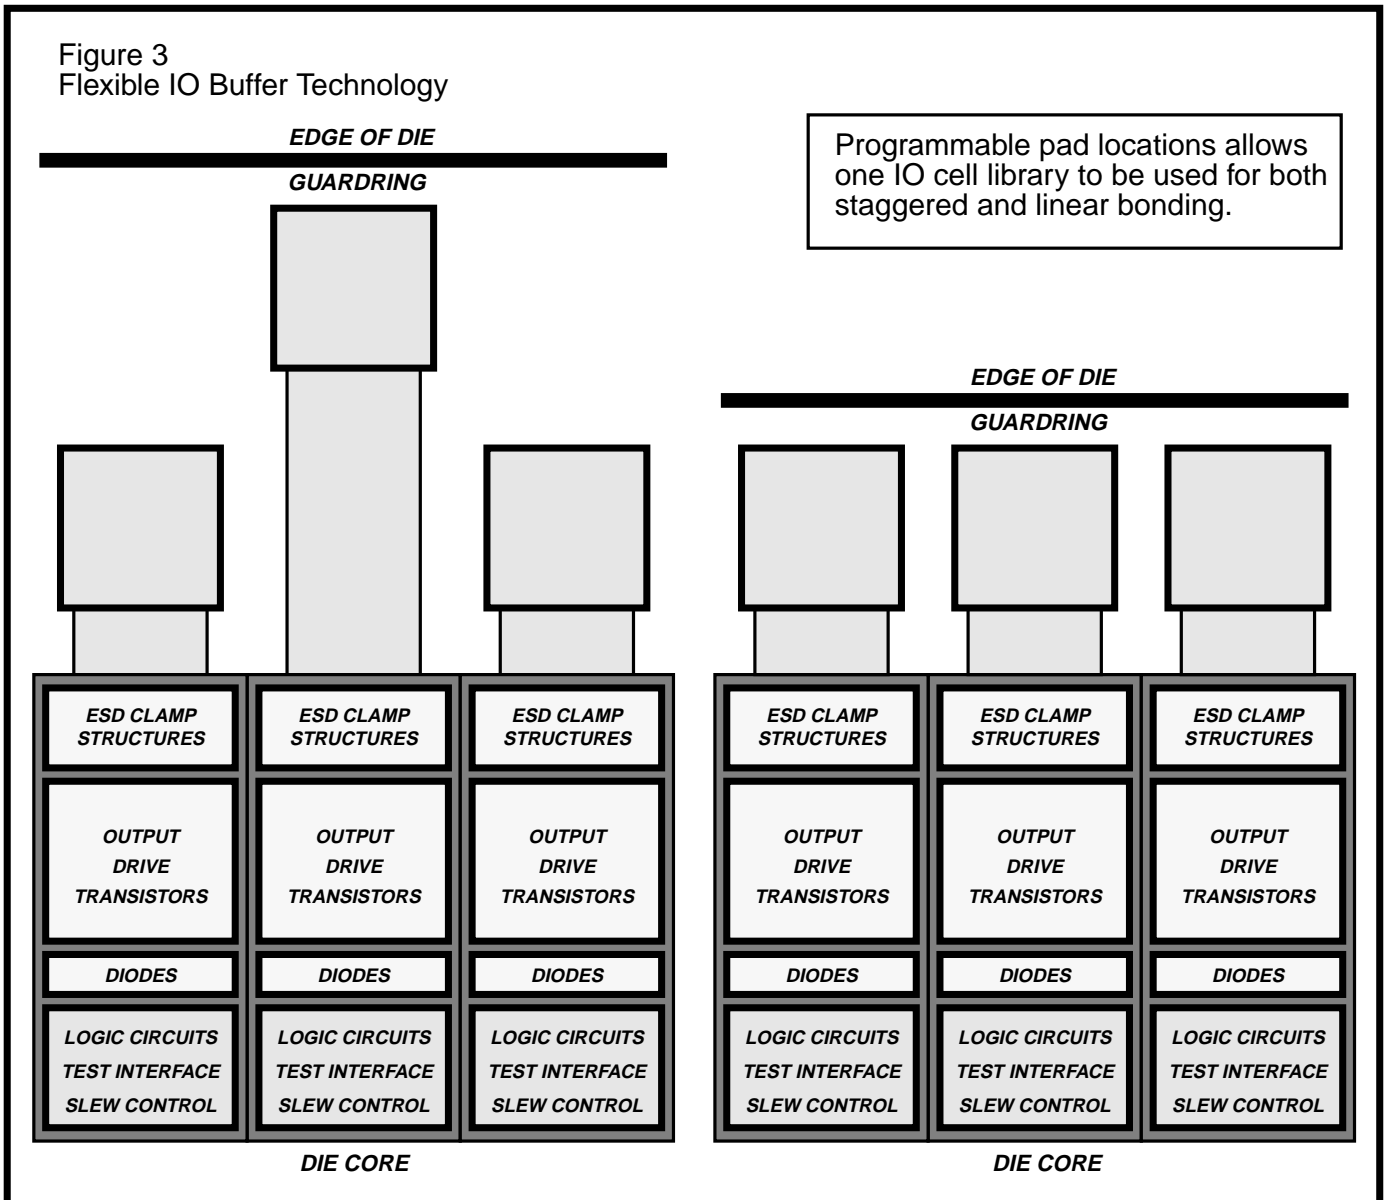 Figure 3
Flexible IO Buffer Technology
Programmable pad locations allows
one IO cell library to be used for both
staggered and linear bonding.
EDGE OF DIE
GUARDRING
ESD CLAMP
STRUCTURES
OUTPUT
DRIVE
TRANSISTORS
DIODES
LOGIC CIRCUITS
TEST INTERFACE
SLEW CONTROL
ESD CLAMP
STRUCTURES
OUTPUT
DRIVE
TRANSISTORS
DIODES
LOGIC CIRCUITS
TEST INTERFACE
SLEW CONTROL
ESD CLAMP
STRUCTURES
OUTPUT
DRIVE
TRANSISTORS
DIODES
LOGIC CIRCUITS
TEST INTERFACE
SLEW CONTROL
DIE CORE
EDGE OF DIE
GUARDRING
ESD CLAMP
STRUCTURES
OUTPUT
DRIVE
TRANSISTORS
DIODES
LOGIC CIRCUITS
TEST INTERFACE
SLEW CONTROL
ESD CLAMP
STRUCTURES
OUTPUT
DRIVE
TRANSISTORS
DIODES
LOGIC CIRCUITS
TEST INTERFACE
SLEW CONTROL
ESD CLAMP
STRUCTURES
OUTPUT
DRIVE
TRANSISTORS
DIODES
LOGIC CIRCUITS
TEST INTERFACE
SLEW CONTROL
DIE CORE